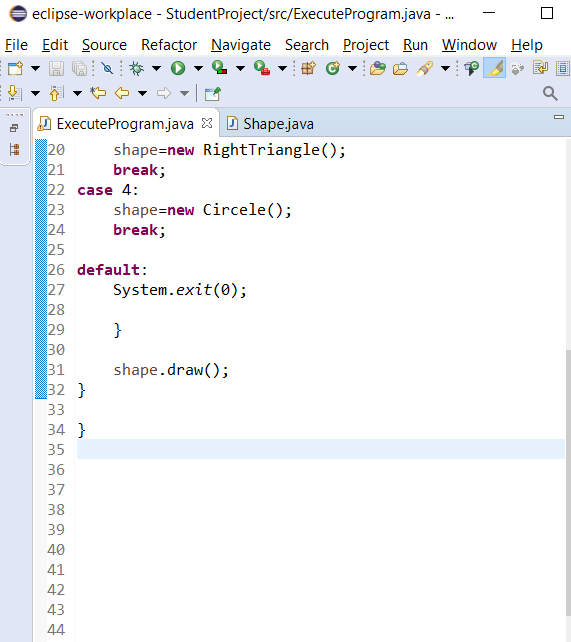 eclipse-workplace - StudentProject/src/ExecuteProgram.java - ...
File Edit Source Refactor Navigate Search Project Run Window Help
ExecuteProgram.java Shape.java
20 shape=new RightTriangle();
21 break;
22 case 4:
23 shape=new Circele();
24 break;
25
26 default:
27 System.exit(0);
28
29 }
30
31 shape.draw();
32 }
33
34 }
35
36
37
38
39
40
41
42
43
44